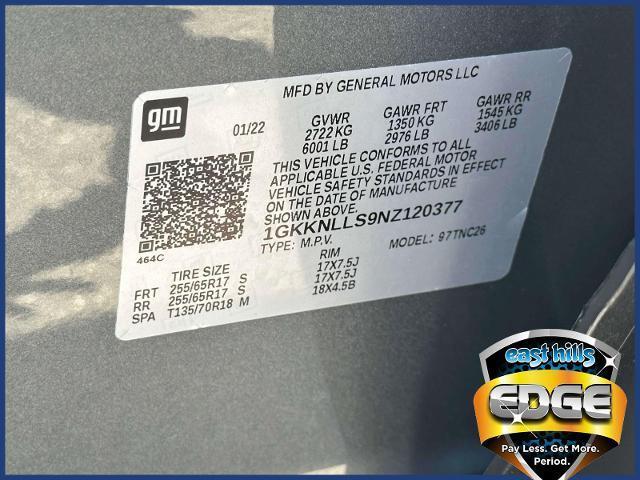 MFD BY GENERAL MOTORS LLC
gm
01/22
GVWR
2722 KG
6001 LB
GAWR FRT
1350 KG
2976 LB
GAWR RR
1545 KG
3406 LB
THIS VEHICLE CONFORMS TO ALL
APPLICABLE U.S. FEDERAL MOTOR
VEHICLE SAFETY STANDARDS IN EFFECT
ON THE DATE OF MANUFACTURE
SHOWN ABOVE.
1GKKNLLS9NZ120377
464C
TYPE: M.P.V.
MODEL: 97TNC26
TIRE SIZE
RIM
FRT 255/65R17 S 17X7.5J
RR 255/65R17 S 17X7.5J
SPA T135/70R18 M 18X4.5B
east hills
EDGE
Pay Less. Get More.
Period.